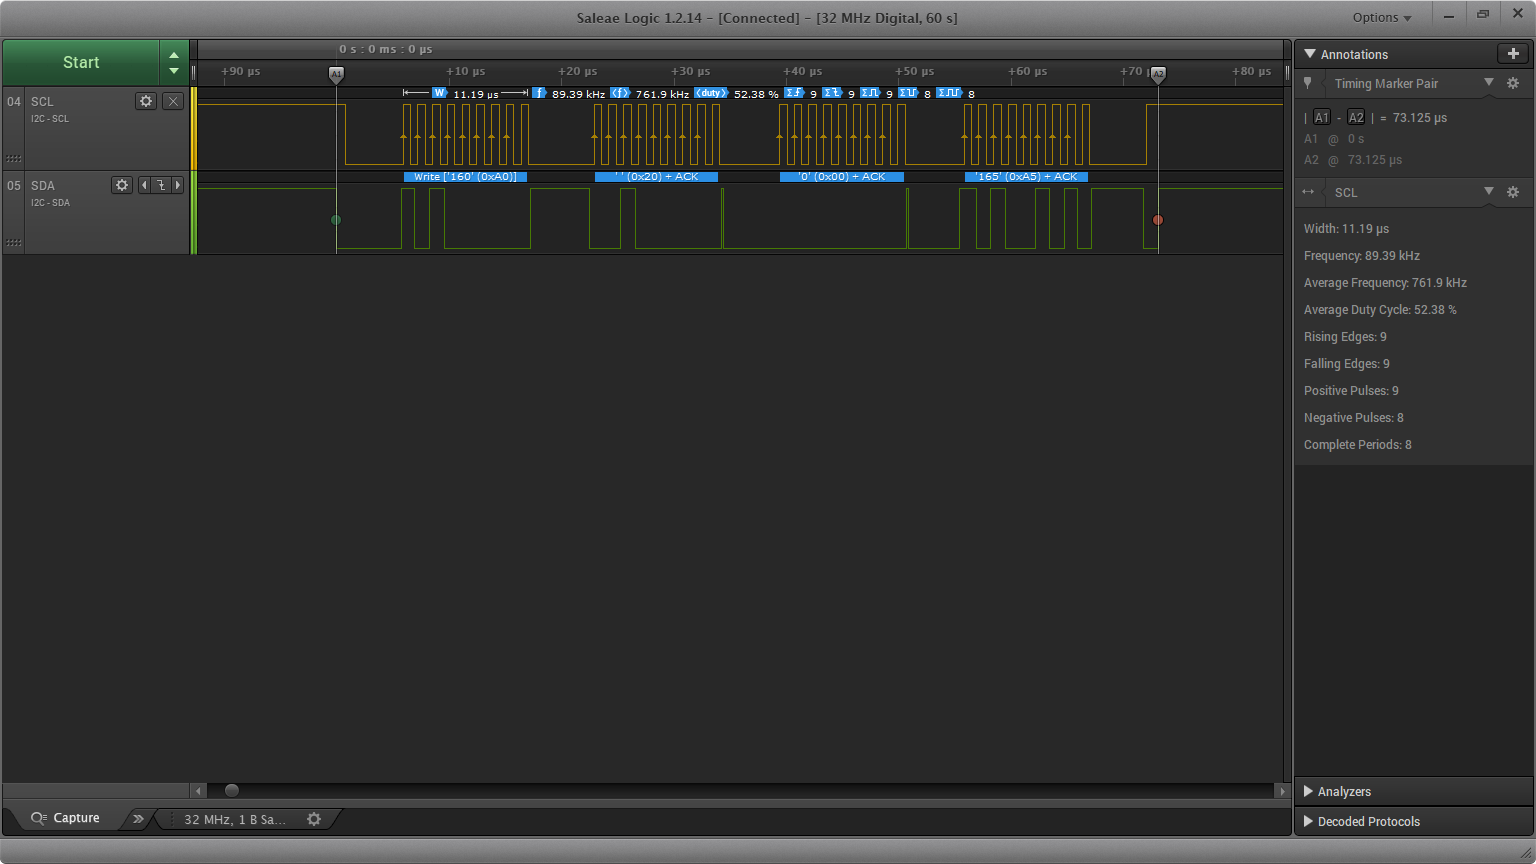 Saleae Logic 1.2.14 - [Connected] - [32 MHz Digital, 60 s]
Options
Start
0 s : 0 ms : 0 µs
+90 µs
+10 µs
+20 µs
+30 µs
+40 µs
+50 µs
+60 µs
+70 µ
+80 µs
A1
A2
04
SCL
I2C - SCL
W 11.19 µs f 89.39 kHz ⟨f⟩ 761.9 kHz ⟨duty⟩ 52.38 % Σ 9 Σ 9 Σ 9 Σ 8 Σ 8
Write ['160' (0xA0)]
' ' (0x20) + ACK
'0' (0x00) + ACK
'165' (0xA5) + ACK
05
SDA
I2C - SDA
Annotations
Timing Marker Pair
| A1 - A2 | = 73.125 µs
A1 @ 0 s
A2 @ 73.125 µs
SCL
Width: 11.19 µs
Frequency: 89.39 kHz
Average Frequency: 761.9 kHz
Average Duty Cycle: 52.38 %
Rising Edges: 9
Falling Edges: 9
Positive Pulses: 9
Negative Pulses: 8
Complete Periods: 8
Analyzers
Decoded Protocols
Capture
32 MHz, 1 B Sa...